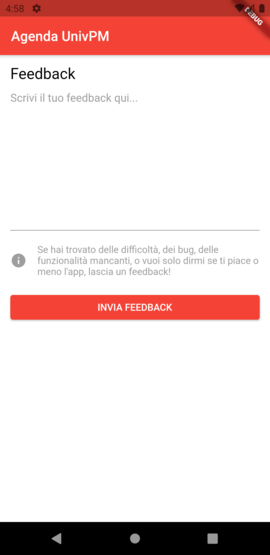 4:58
DEBUG
Agenda UnivPM
Feedback
Scrivi il tuo feedback qui...
Se hai trovato delle difficoltà, dei bug, delle
funzionalità mancanti, o vuoi solo dirmi se ti piace o
meno l'app, lascia un feedback!
INVIA FEEDBACK